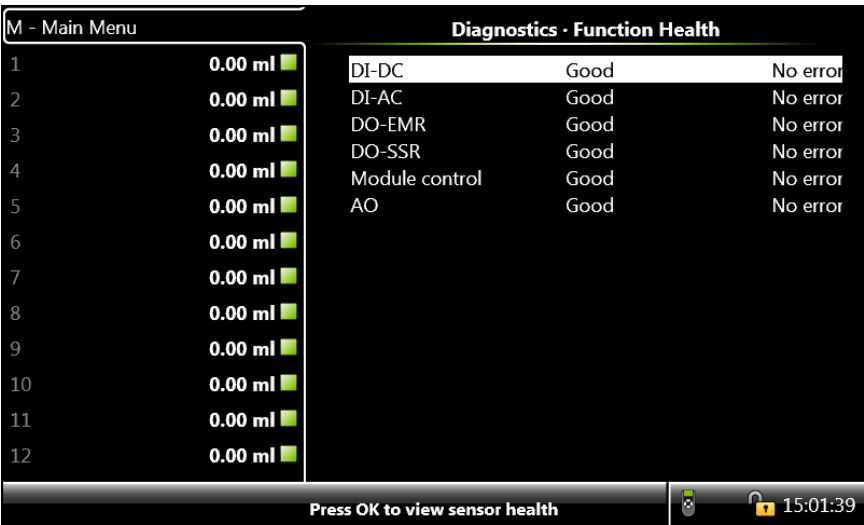 M - Main Menu
Diagnostics · Function Health
1 0.00 ml
2 0.00 ml
3 0.00 ml
4 0.00 ml
5 0.00 ml
6 0.00 ml
7 0.00 ml
8 0.00 ml
9 0.00 ml
10 0.00 ml
11 0.00 ml
12 0.00 ml
DI-DC Good No error
DI-AC Good No error
DO-EMR Good No error
DO-SSR Good No error
Module control Good No error
AO Good No error
Press OK to view sensor health
15:01:39